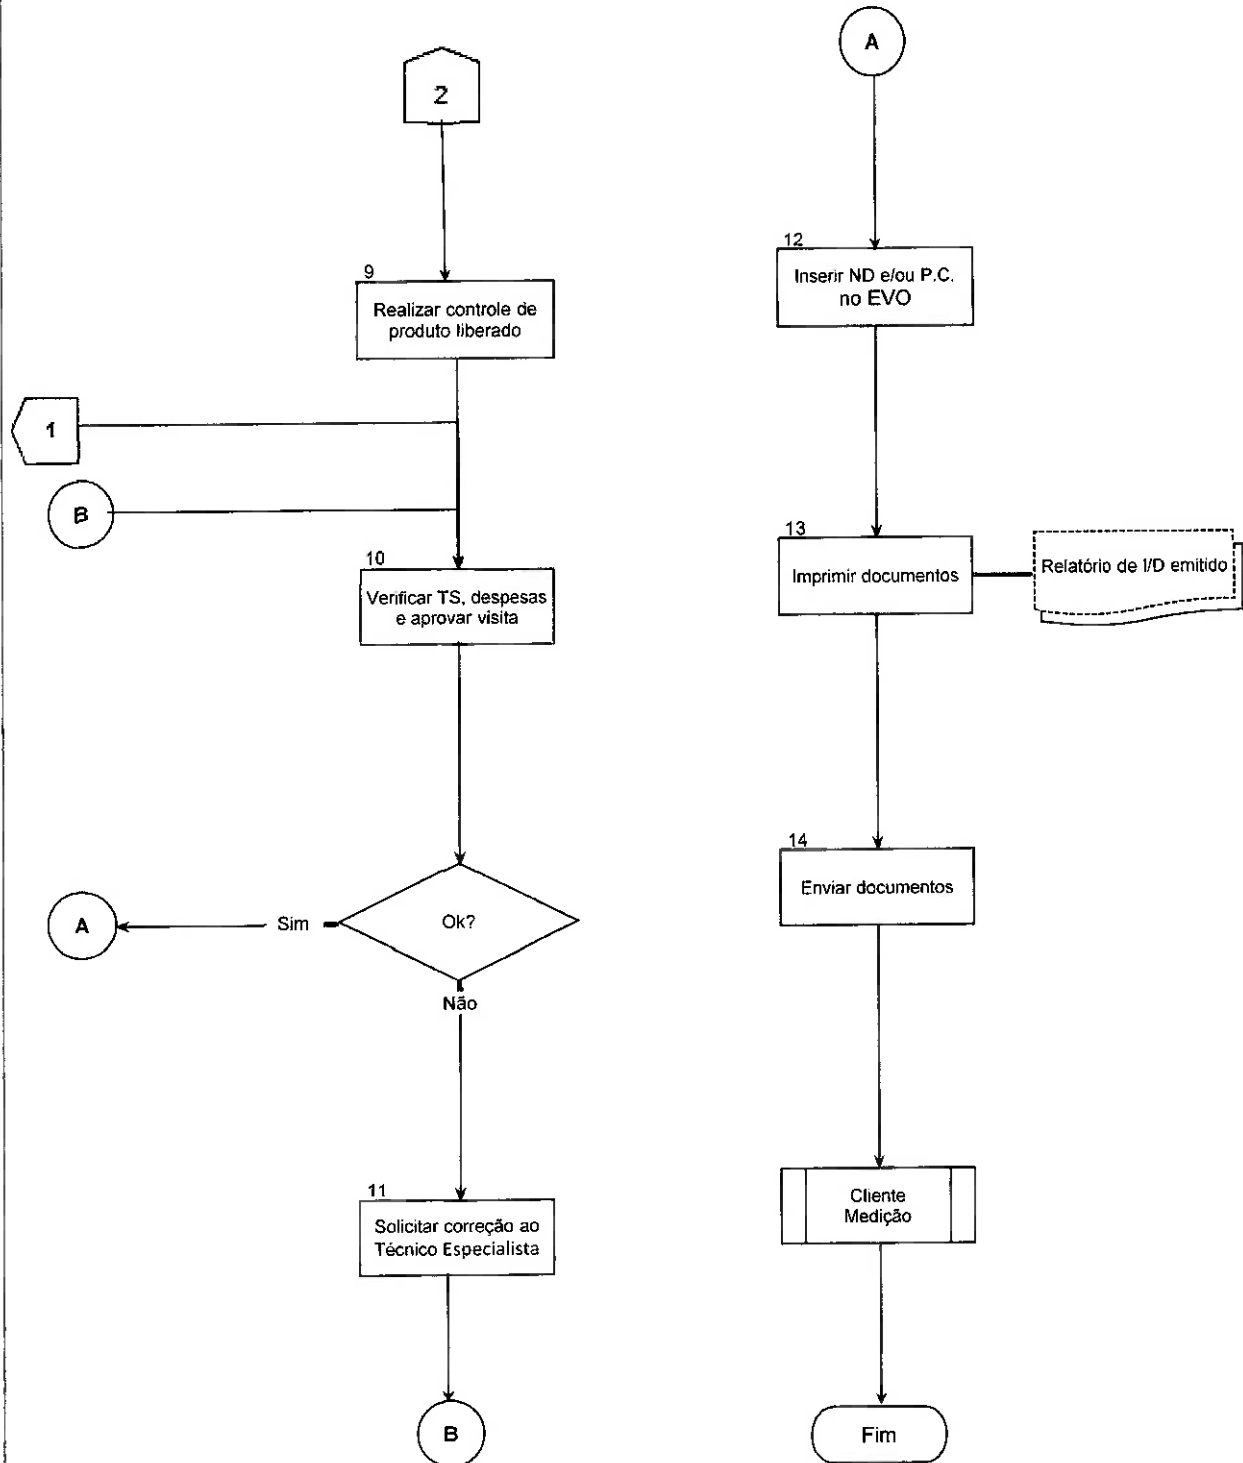 2
9
Realizar controle de
produto liberado
1
B
10
Verificar TS, despesas
e aprovar visita
Ok?
Sim
A
Não
11
Solicitar correção ao
Técnico Especialista
B
A
12
Inserir ND e/ou P.C.
no EVO
13
Imprimir documentos
Relatório de I/D emitido
14
Enviar documentos
Cliente
Medição
Fim